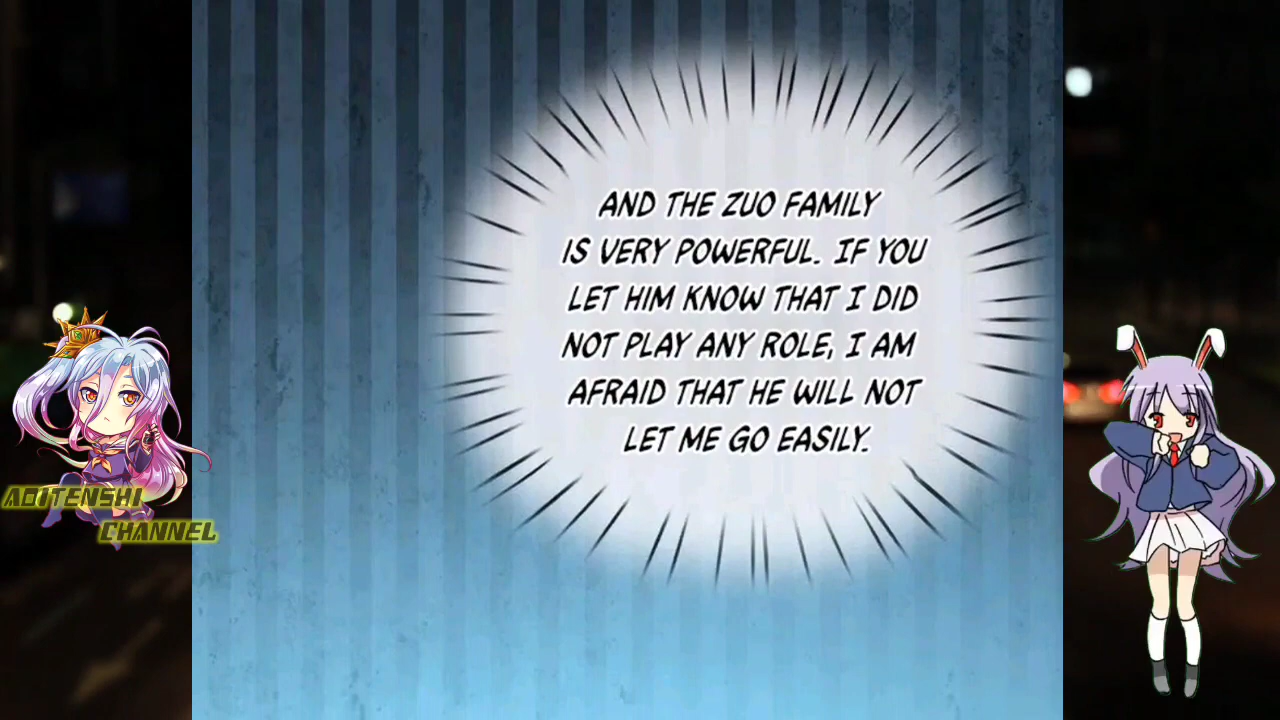 AND THE ZUO FAMILY
IS VERY POWERFUL. IF YOU
LET HIM KNOW THAT I DID
NOT PLAY ANY ROLE, I AM
AFRAID THAT HE WILL NOT
LET ME GO EASILY.
ADITENSHI
CHANNEL